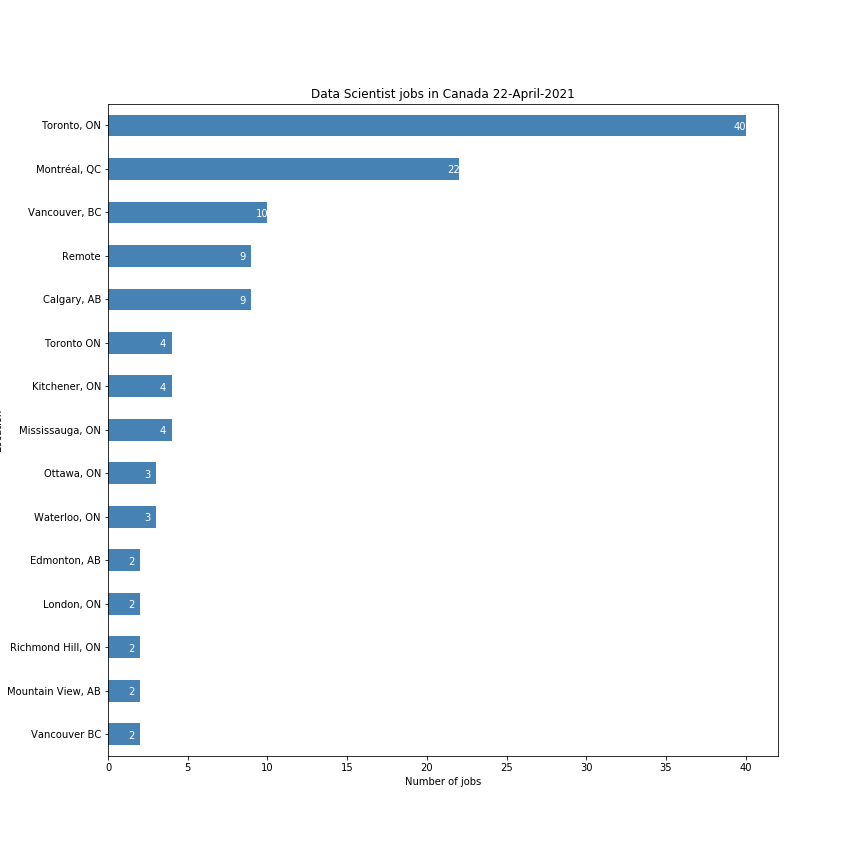 Data Scientist jobs in Canada 22-April-2021
Toronto, ON 40
Montréal, QC 22
Vancouver, BC 10
Remote 9
Calgary, AB 9
Toronto ON 4
Kitchener, ON 4
Mississauga, ON 4
Ottawa, ON 3
Waterloo, ON 3
Edmonton, AB 2
London, ON 2
Richmond Hill, ON 2
Mountain View, AB 2
Vancouver BC 2
0 5 10 15 20 25 30 35 40
Number of jobs